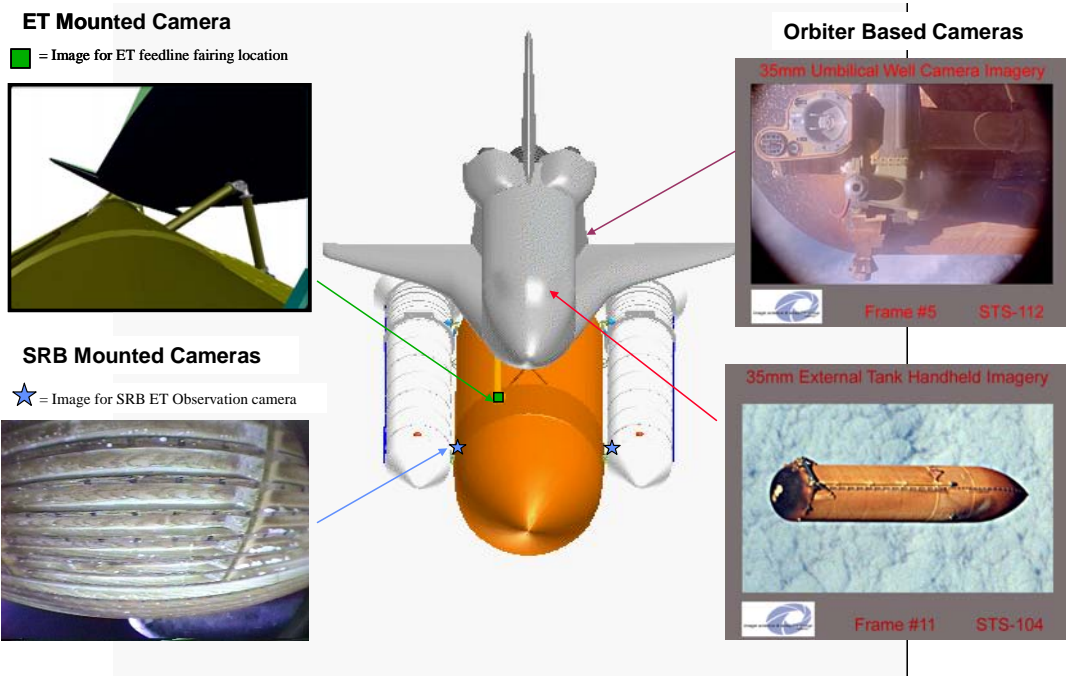 ET Mounted Camera
= Image for ET feedline fairing location
SRB Mounted Cameras
= Image for SRB ET Observation camera
Orbiter Based Cameras
35mm Umbilical Well Camera Imagery
Frame #5 STS-112
35mm External Tank Handheld Imagery
Frame #11 STS-104